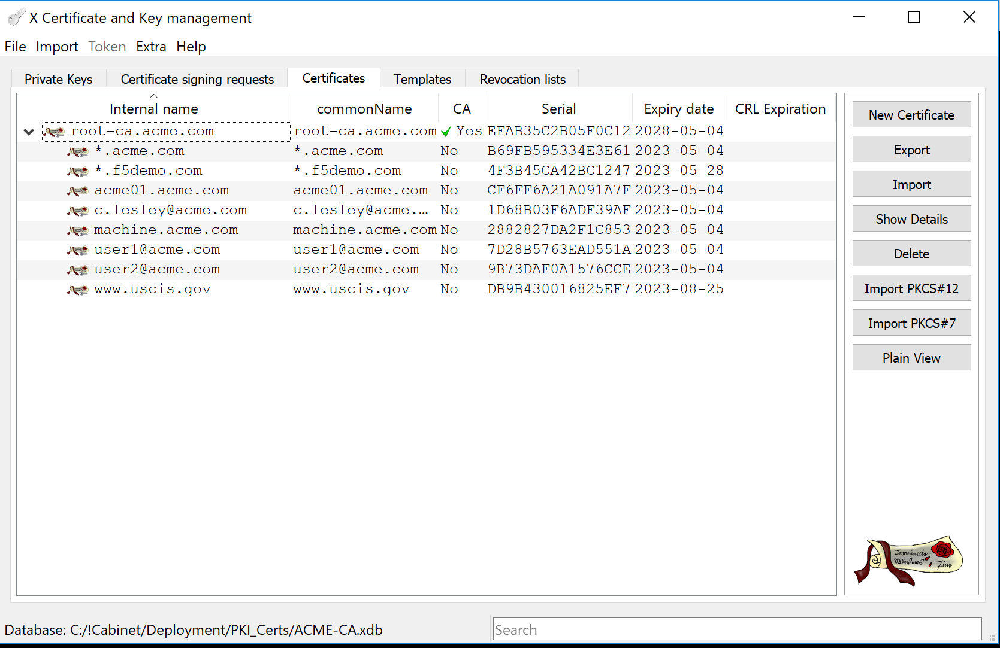 X Certificate and Key management
File Import Token Extra Help
Private Keys Certificate signing requests Certificates Templates Revocation lists
Internal name commonName CA Serial Expiry date CRL Expiration
root-ca.acme.com root-ca.acme.com Yes EFAB35C2B05F0C12 2028-05-04
*.acme.com *.acme.com No B69FB595334E3E61 2023-05-04
*.f5demo.com *.f5demo.com No 4F3B45CA42BC1247 2023-05-28
acme01.acme.com acme01.acme.com No CF6FF6A21A091A7F 2023-05-04
c.lesley@acme.com c.lesley@acme.… No 1D68B03F6ADF39AF 2023-05-04
machine.acme.com machine.acme.com No 2882827DA2F1C853 2023-05-04
user1@acme.com user1@acme.com No 7D28B5763EAD551A 2023-05-04
user2@acme.com user2@acme.com No 9B73DAF0A1576CCE 2023-05-04
www.uscis.gov www.uscis.gov No DB9B430016825EF7 2023-08-25
New Certificate
Export
Import
Show Details
Delete
Import PKCS#12
Import PKCS#7
Plain View
Terminate
Windows
Fine
Database: C:/!Cabinet/Deployment/PKI_Certs/ACME-CA.xdb
Search